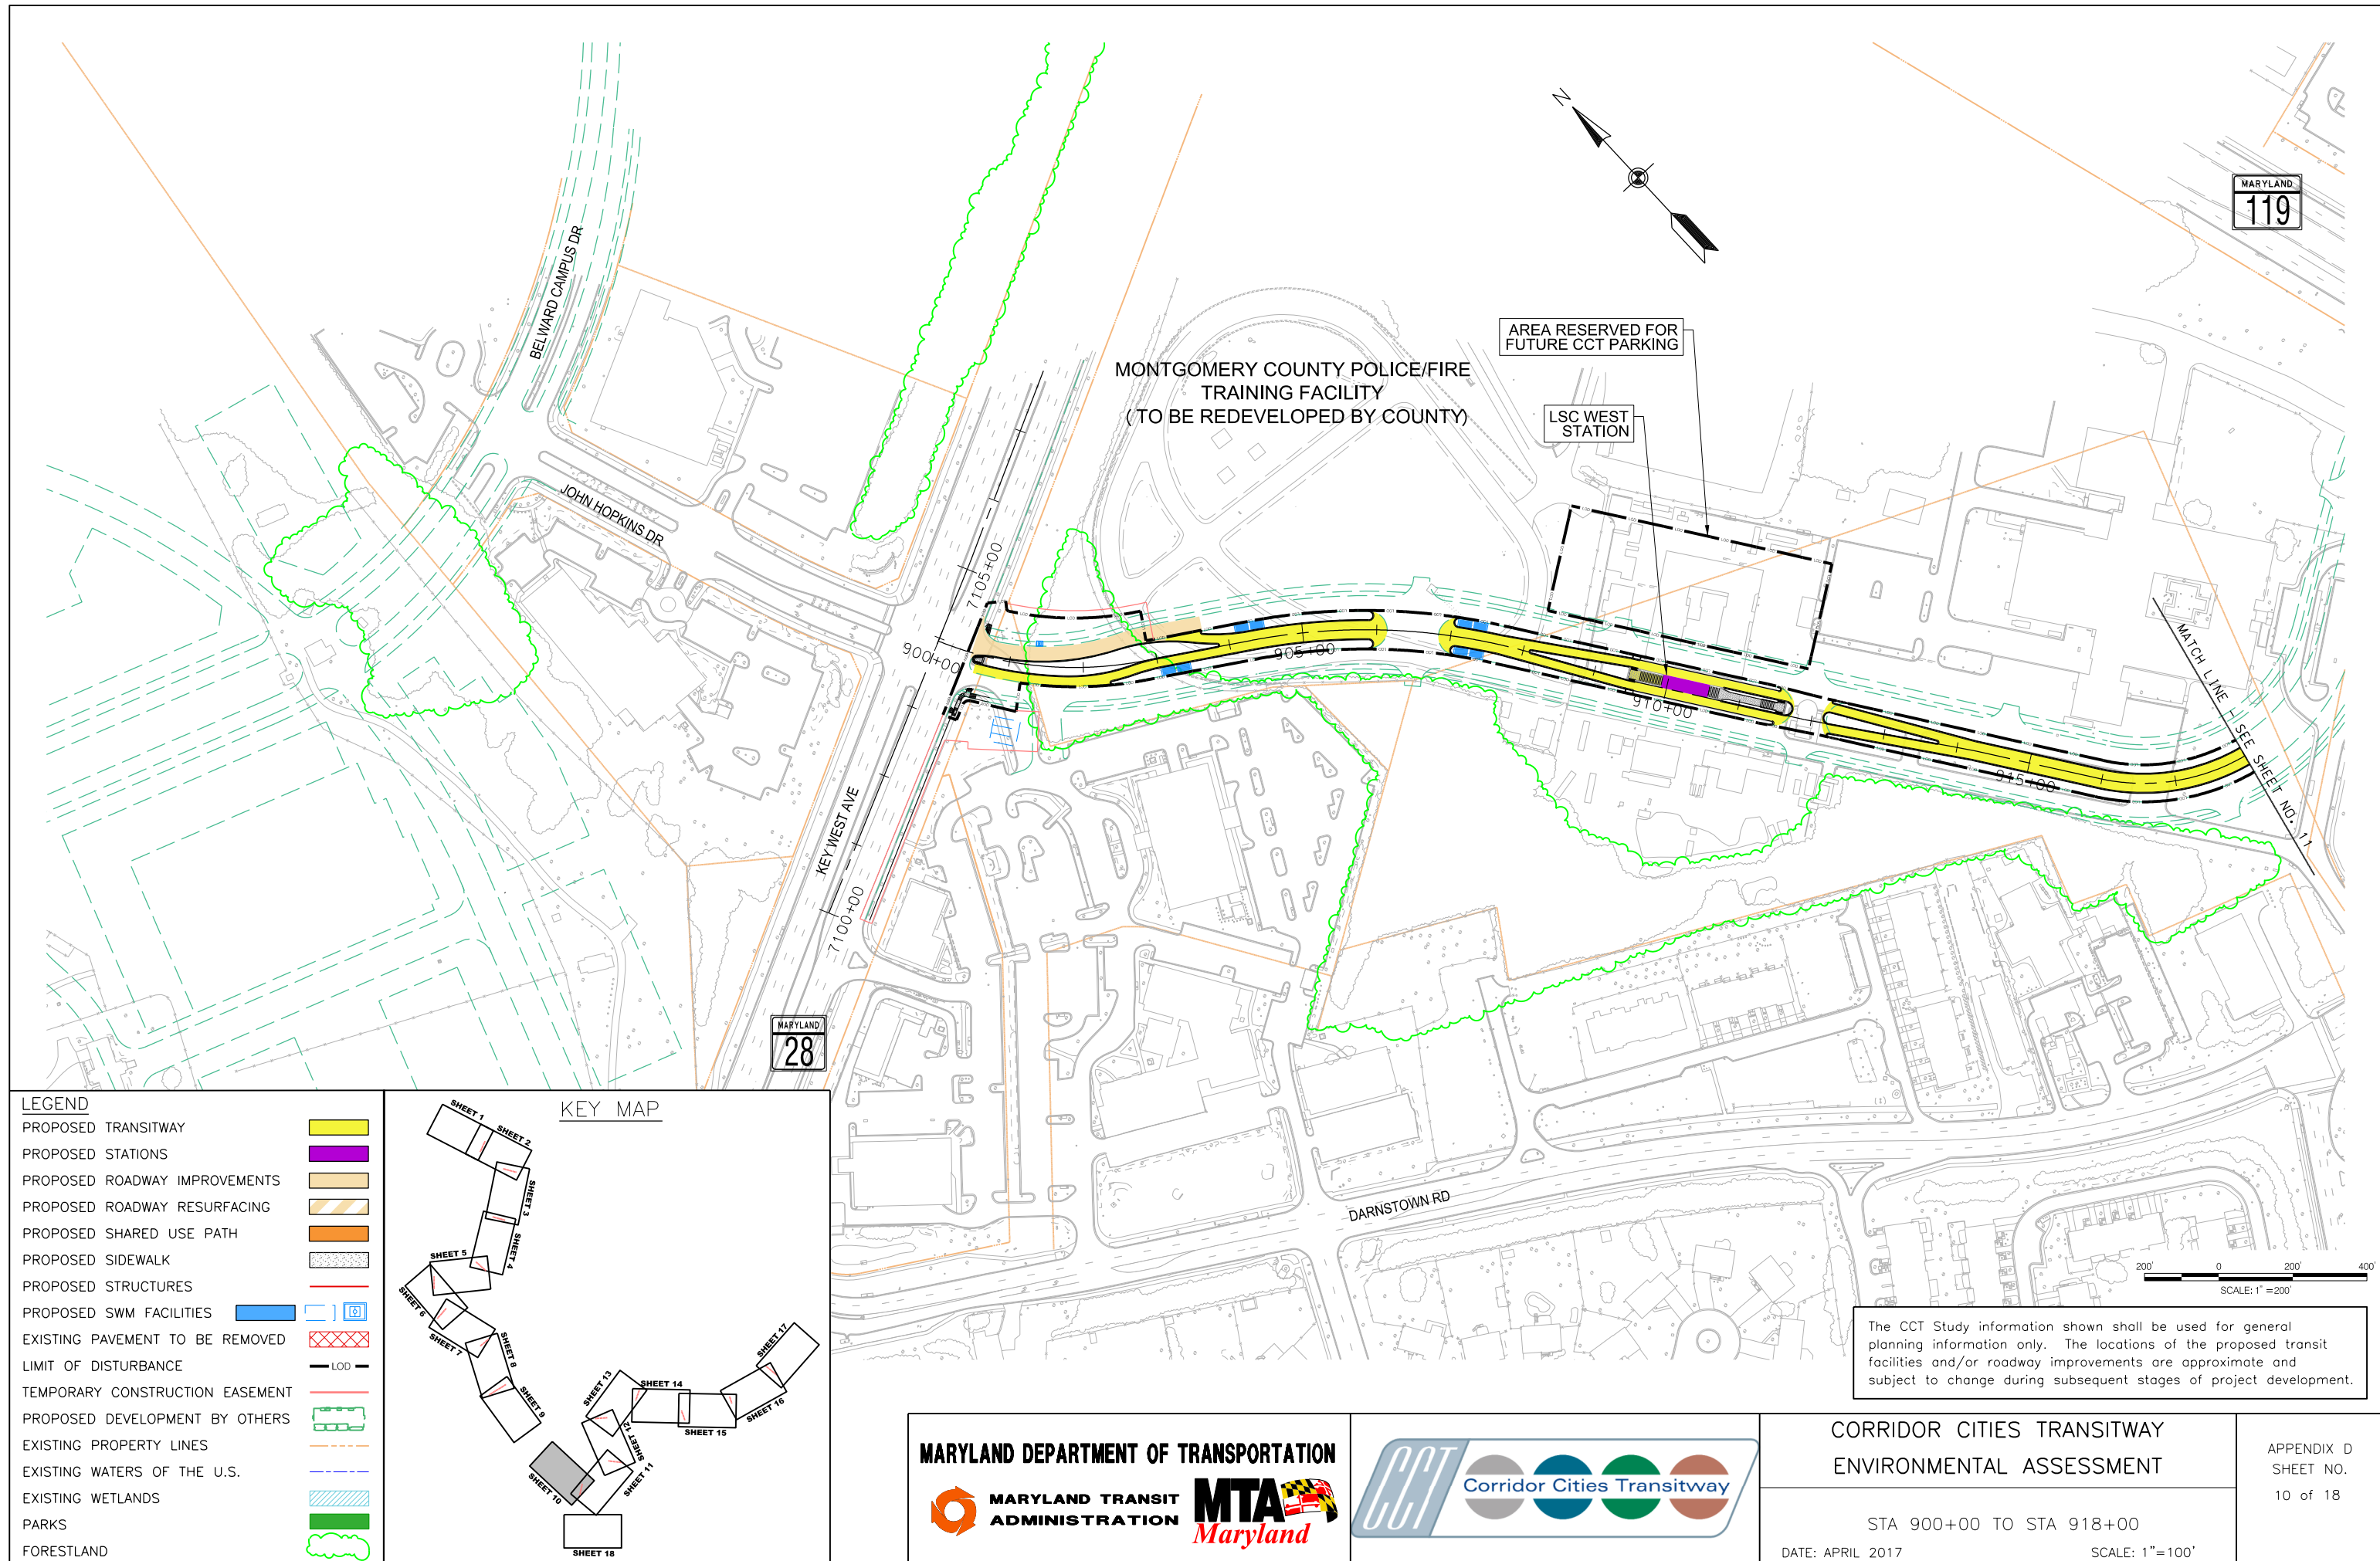 MARYLAND
119
BELWARD CAMPUS DR
N
AREA RESERVED FOR
FUTURE CCT PARKING
MONTGOMERY COUNTY POLICE/FIRE
TRAINING FACILITY
( TO BE REDEVELOPED BY COUNTY)
LSC WEST
STATION
JOHN HOPKINS DR
7105+00
900+00
905+00
910+00
915+00
MATCH LINE - SEE SHEET NO. 11
KEY WEST AVE
7100+00
MARYLAND
28
DARNSTOWN RD
200' 0 200' 400'
SCALE: 1" =200'
The CCT Study information shown shall be used for general
planning information only. The locations of the proposed transit
facilities and/or roadway improvements are approximate and
subject to change during subsequent stages of project development.
LEGEND
PROPOSED TRANSITWAY
PROPOSED STATIONS
PROPOSED ROADWAY IMPROVEMENTS
PROPOSED ROADWAY RESURFACING
PROPOSED SHARED USE PATH
PROPOSED SIDEWALK
PROPOSED STRUCTURES
PROPOSED SWM FACILITIES
EXISTING PAVEMENT TO BE REMOVED
LIMIT OF DISTURBANCE LOD
TEMPORARY CONSTRUCTION EASEMENT
PROPOSED DEVELOPMENT BY OTHERS
EXISTING PROPERTY LINES
EXISTING WATERS OF THE U.S.
EXISTING WETLANDS
PARKS
FORESTLAND
KEY MAP
SHEET 1
SHEET 2
SHEET 3
SHEET 4
SHEET 5
SHEET 6
SHEET 7
SHEET 8
SHEET 9
SHEET 10
SHEET 11
SHEET 12
SHEET 13
SHEET 14
SHEET 15
SHEET 16
SHEET 17
SHEET 18
MARYLAND DEPARTMENT OF TRANSPORTATION
MARYLAND TRANSIT
ADMINISTRATION
MTA
Maryland
CCT
Corridor Cities Transitway
CORRIDOR CITIES TRANSITWAY
ENVIRONMENTAL ASSESSMENT
STA 900+00 TO STA 918+00
DATE: APRIL 2017 SCALE: 1"=100'
APPENDIX D
SHEET NO.
10 of 18